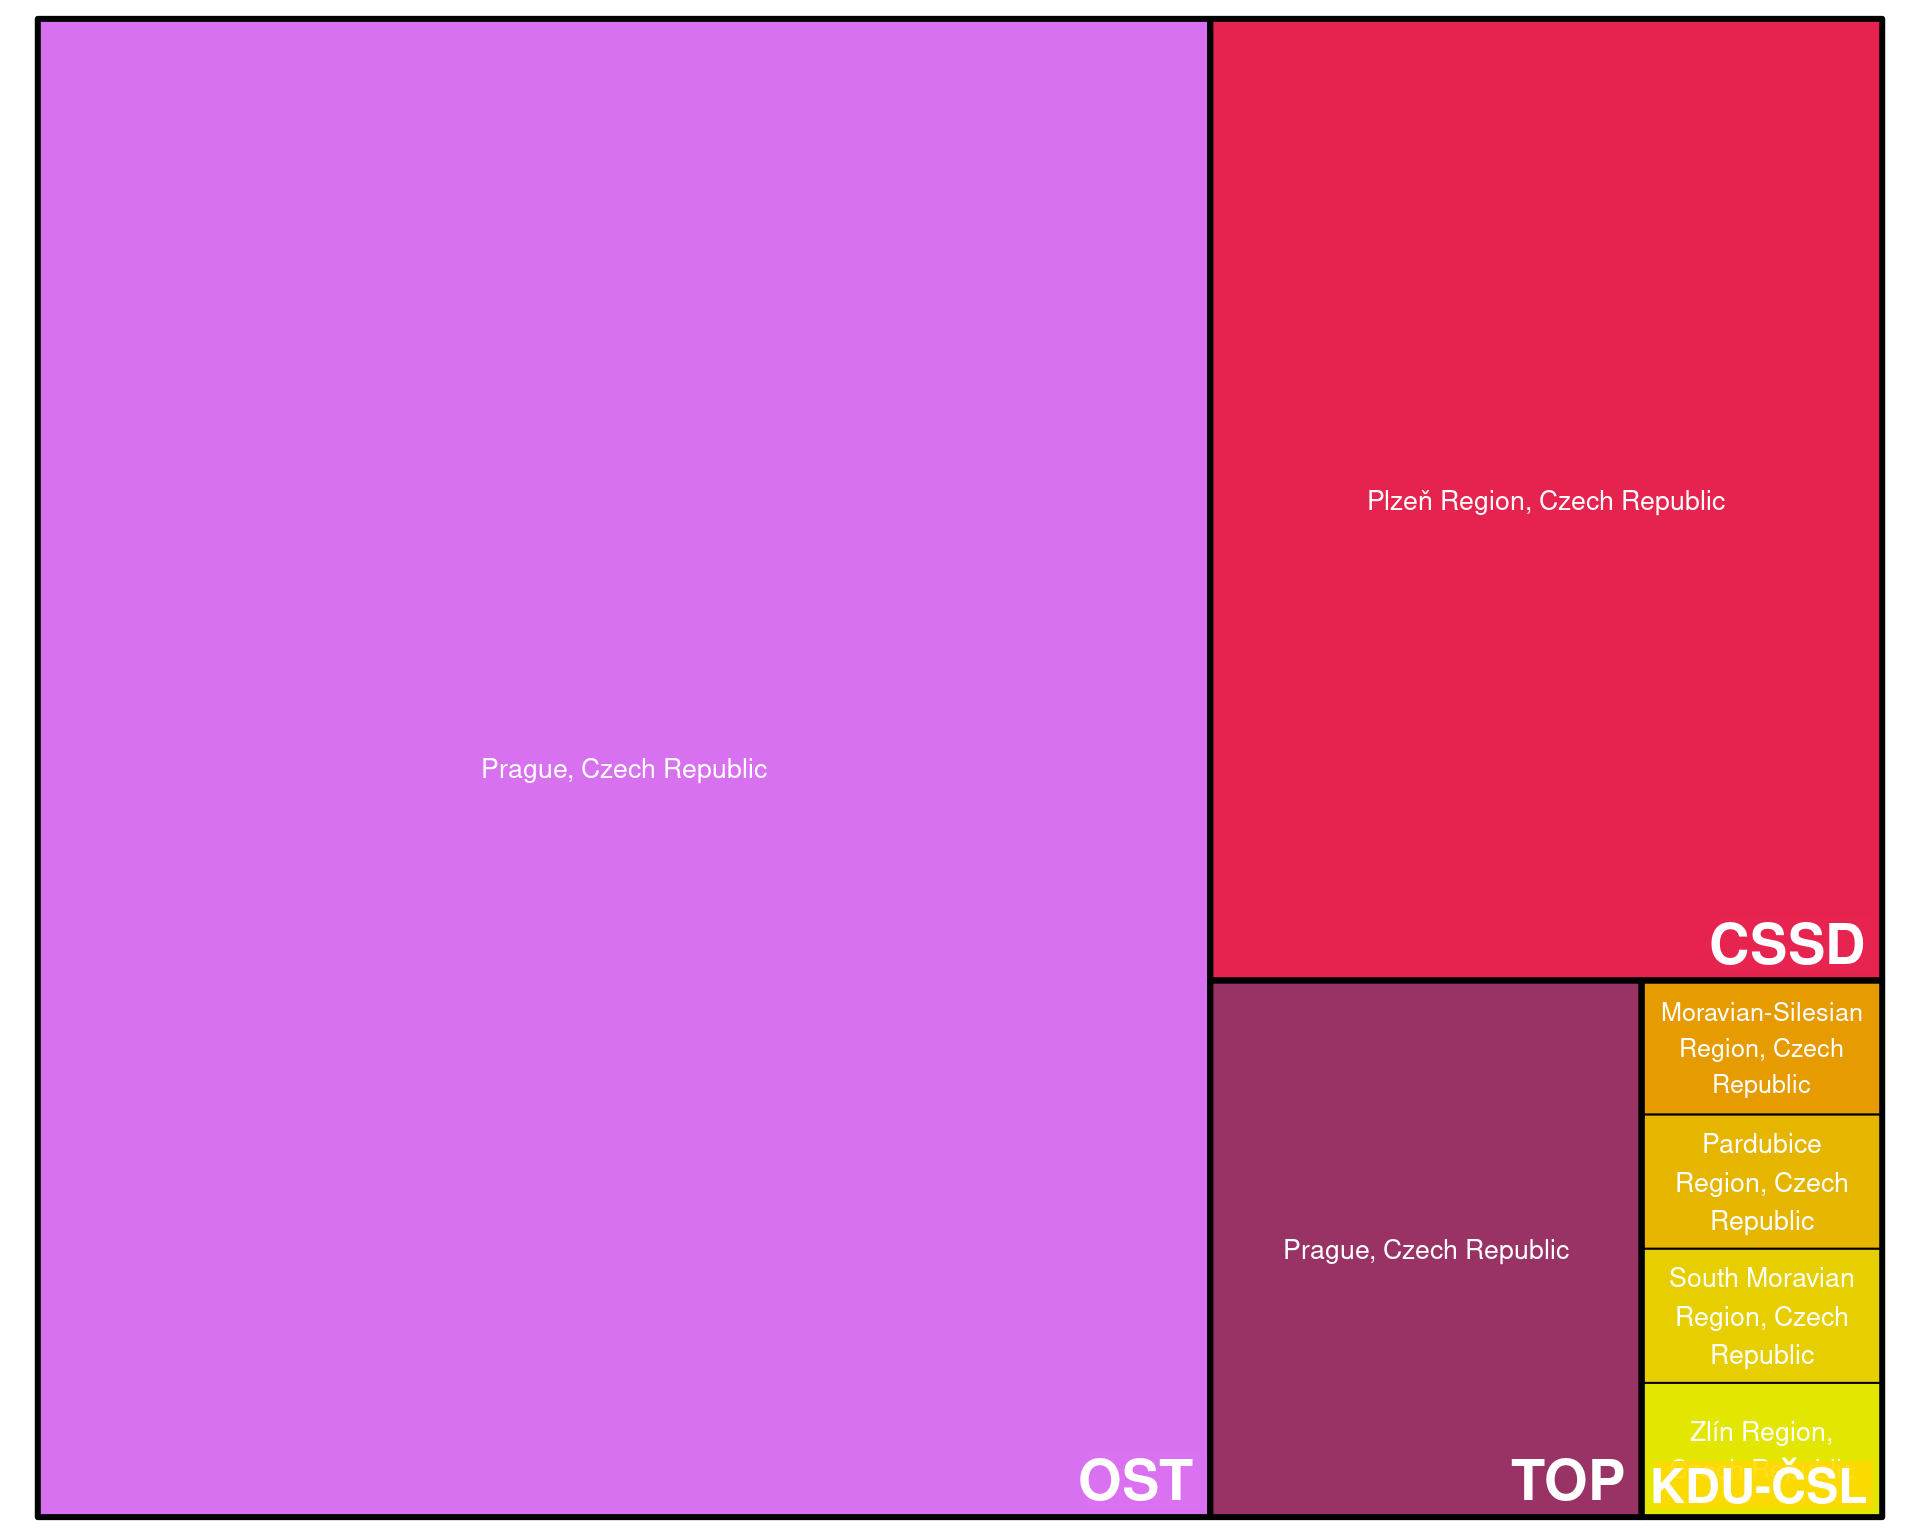 Prague, Czech Republic
OST
Plzeň Region, Czech Republic
CSSD
Prague, Czech Republic
TOP
Moravian-Silesian
Region, Czech
Republic
Pardubice
Region, Czech
Republic
South Moravian
Region, Czech
Republic
Zlín Region,
KDU-ČSL